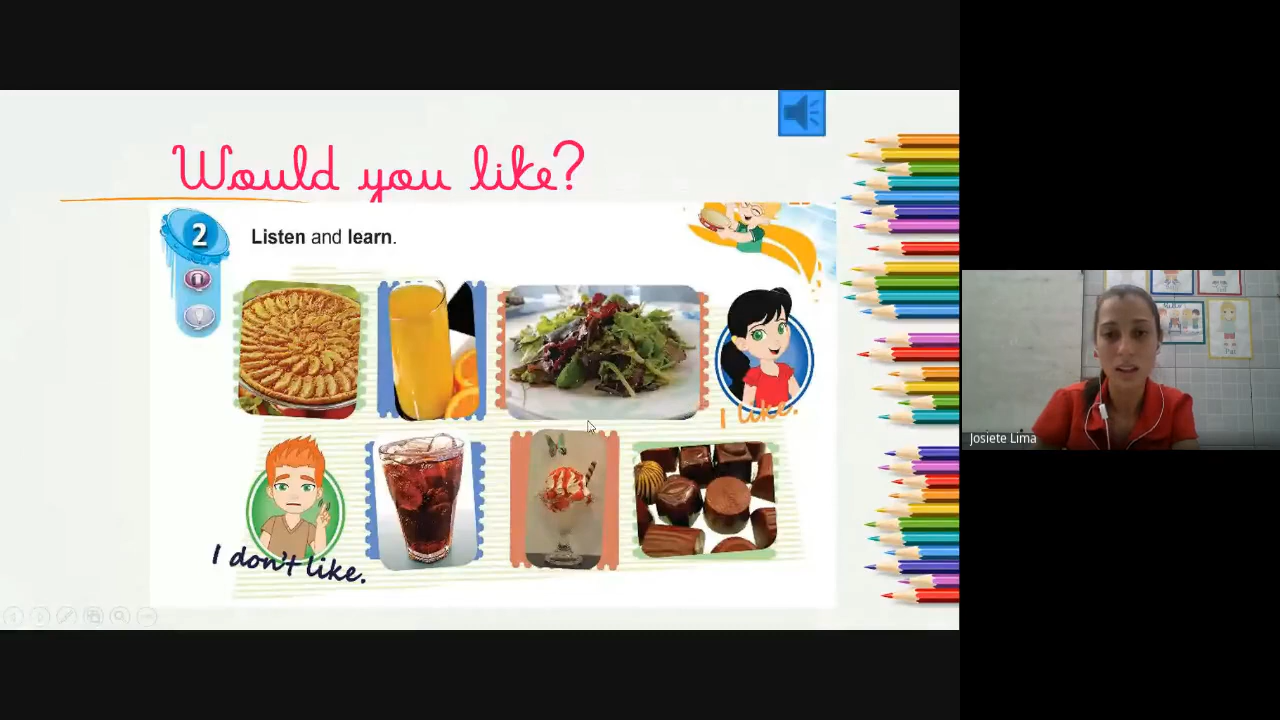 Would you like?
2
Listen and learn.
I like.
I don't like.
Josiete Lima